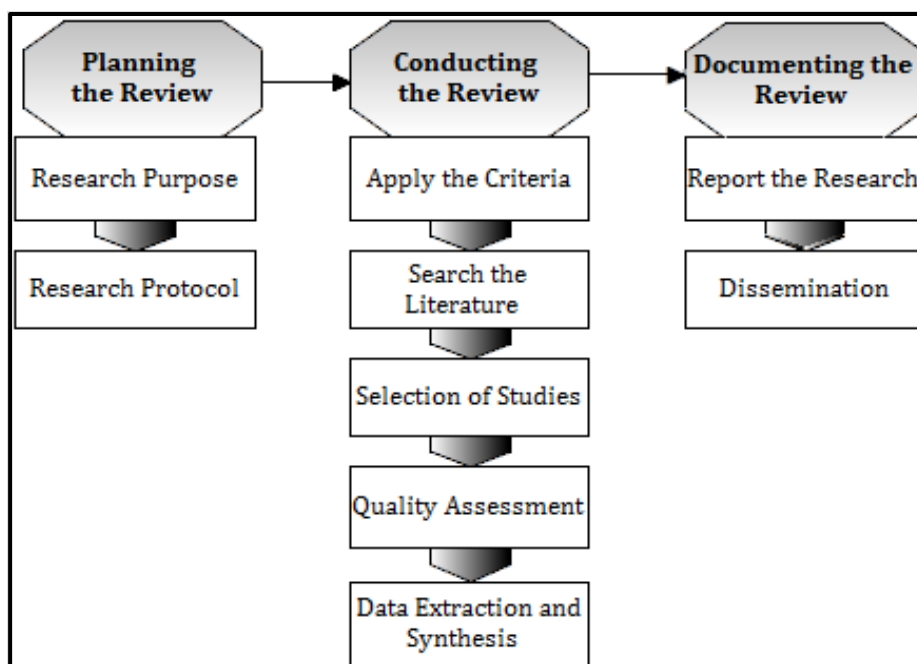 Planning
the Review
Research Purpose
Research Protocol
Conducting
the Review
Apply the Criteria
Search the
Literature
Selection of Studies
Quality Assessment
Data Extraction and
Synthesis
Documenting the
Review
Report the Research
Dissemination